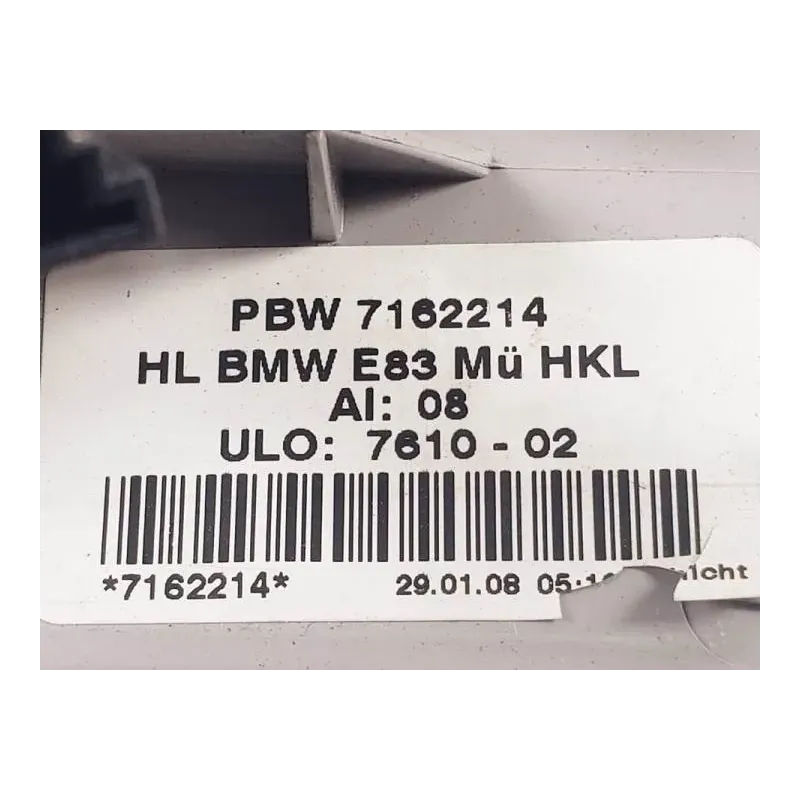 PBW 7162214
HL BMW E83 Mü HKL
AI: 08
ULO: 7610 - 02
*7162214* 29.01.08